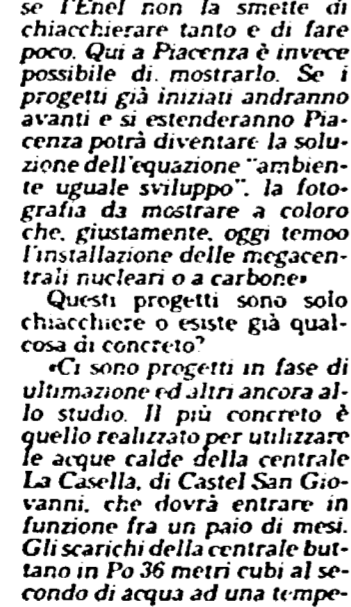 se l'Enel non la smette di
chiacchierare tanto e di fare
poco. Qui a Piacenza è invece
possibile di. mostrarlo. Se i
progetti già iniziati andranno
avanti e si estenderanno Pia-
cenza potrà diventare la solu-
zione dell'equazione "ambien-
te uguale sviluppo". la foto-
grafia da mostrare a coloro
che, giustamente, oggi temoo
l'installazione delle megacen-
trali nucleari o a carbone»
Questi progetti sono solo
chiacchiere o esiste già qual-
cosa di concreto?
«Ci sono progetti in fase di
ultimazione ed altri ancora al-
lo studio. Il più concreto è
quello realizzato per utilizzare
le acque calde della centrale
La Casella, di Castel San Gio-
vanni, che dovrà entrare in
funzione fra un paio di mesi.
Gli scarichi della centrale but-
tano in Po 36 metri cubi al se-
condo di acqua ad una tempe-